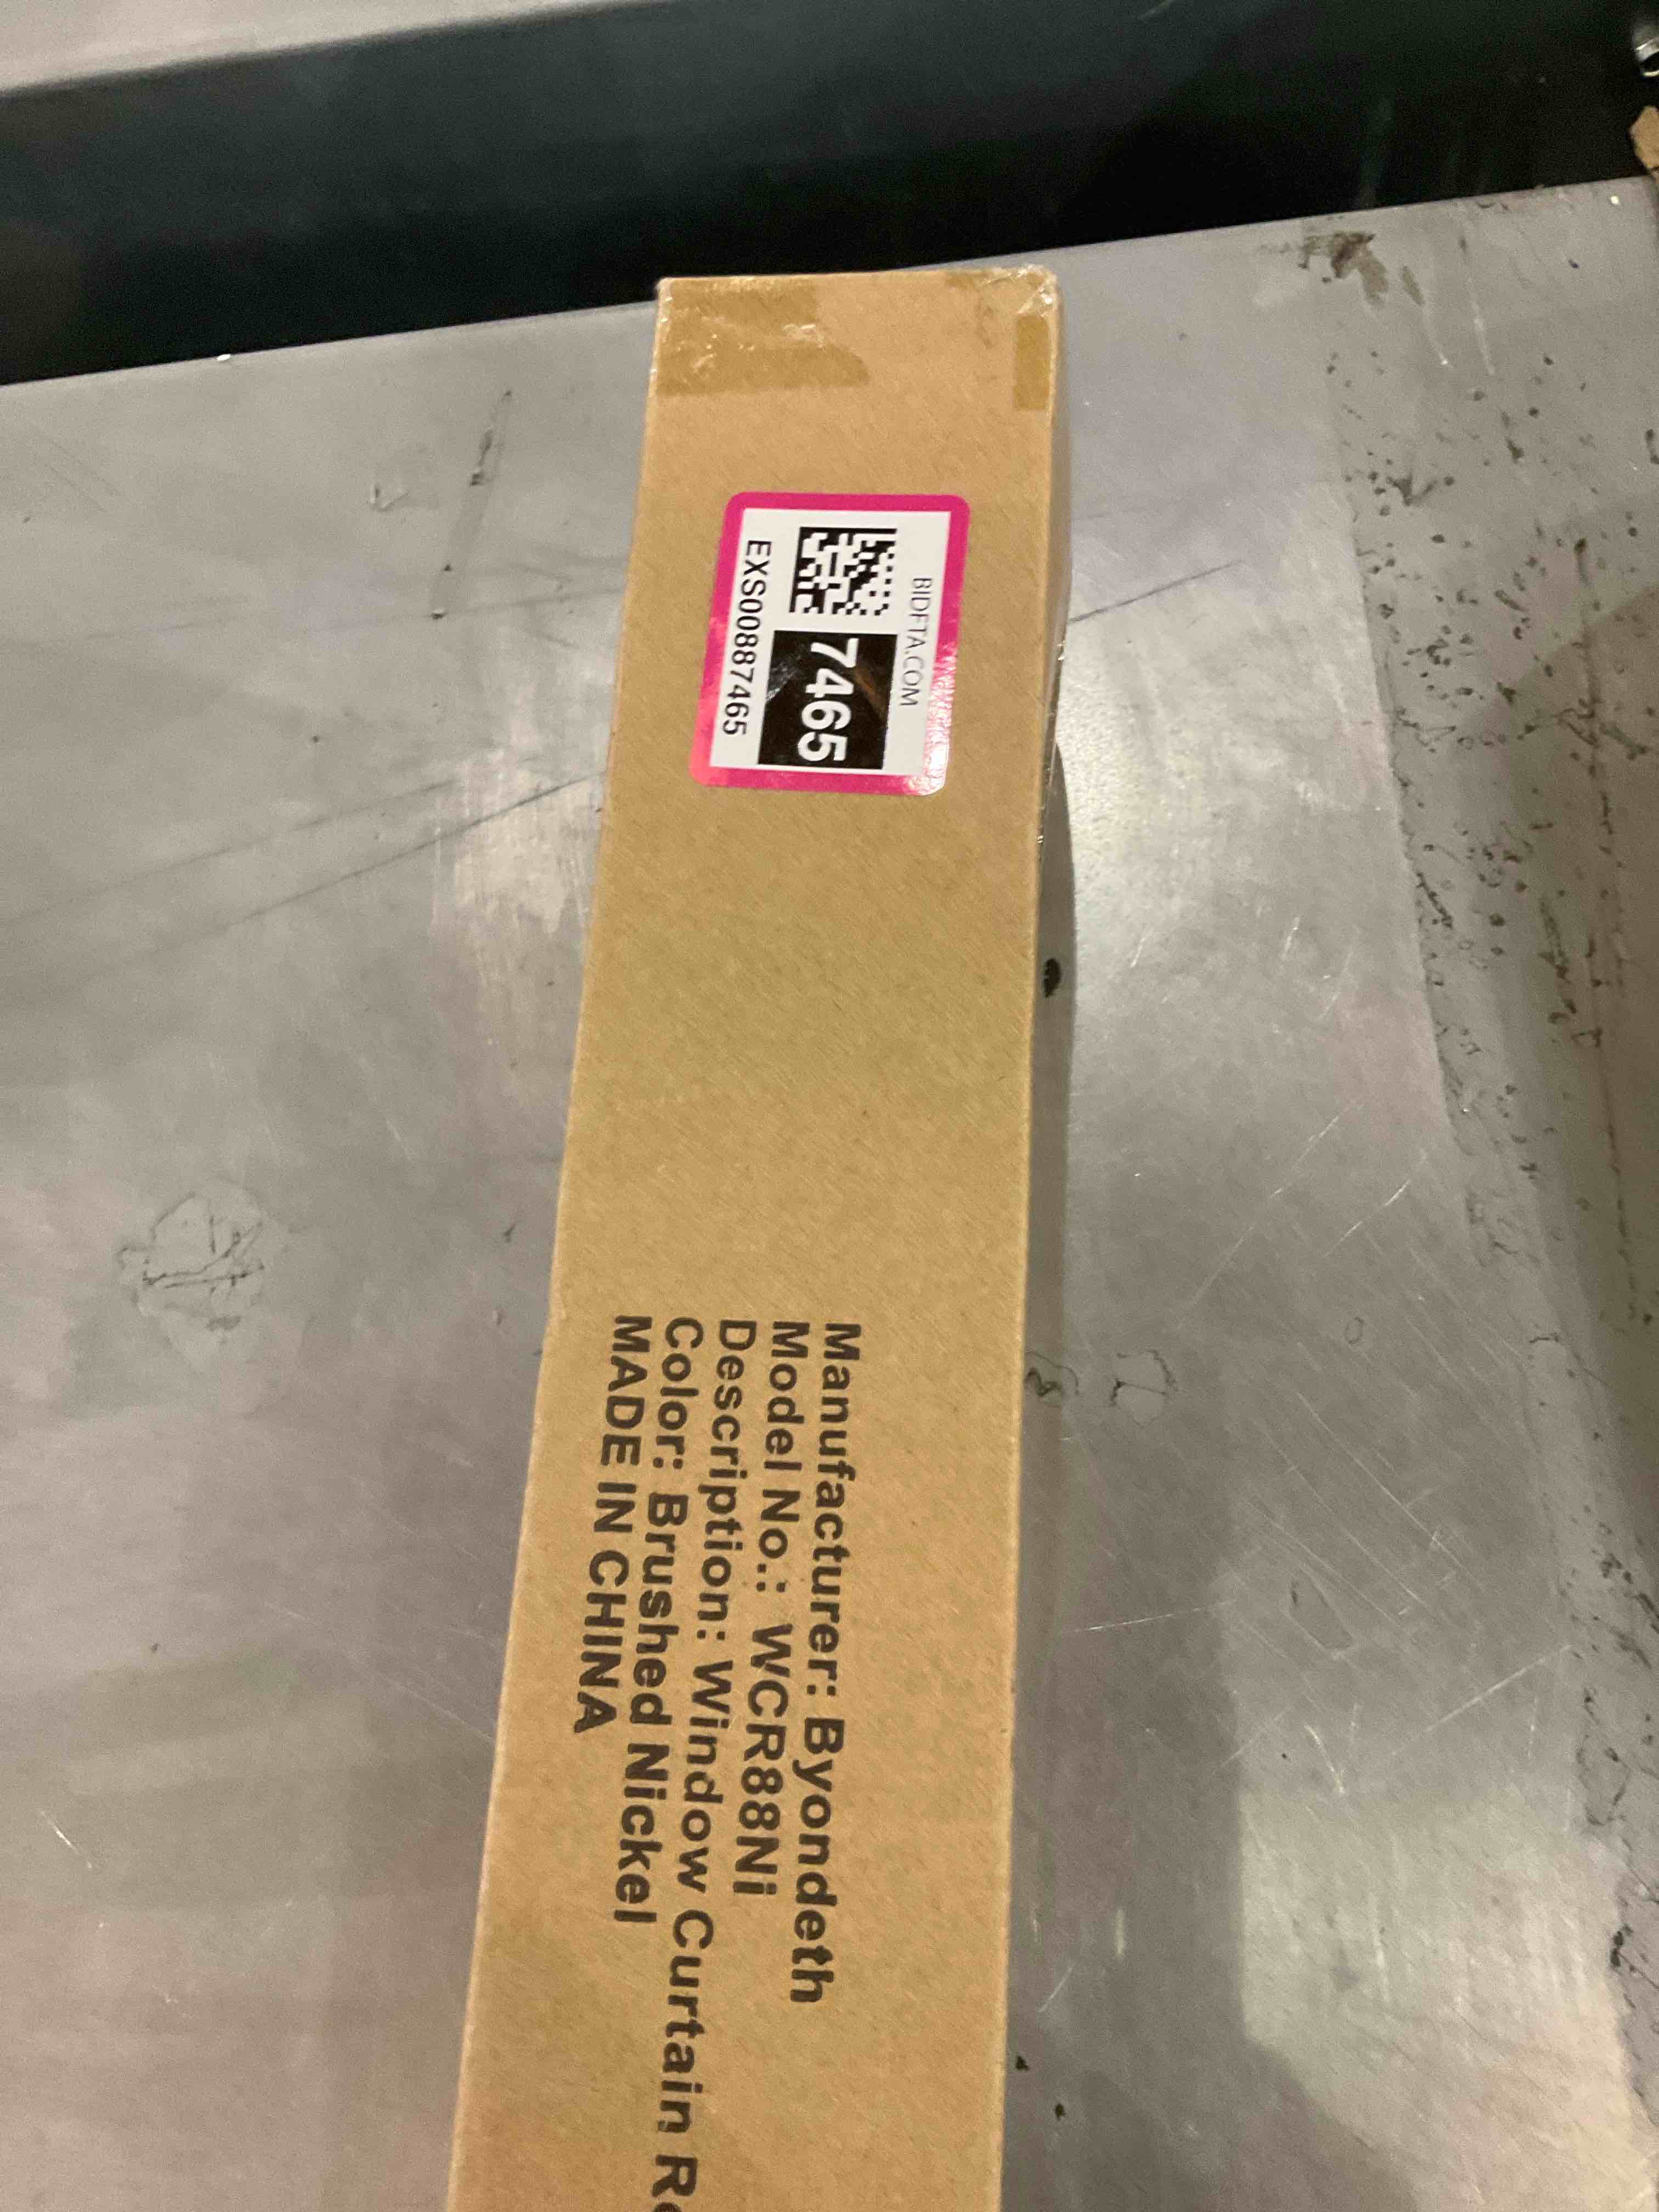 BIDFTA.COM
7465
EXS00887465
Manufacturer: Byondeth
Model No.: WCR88Ni
Description: Window Curtain
Color: Brushed Nickel
MADE IN CHINA